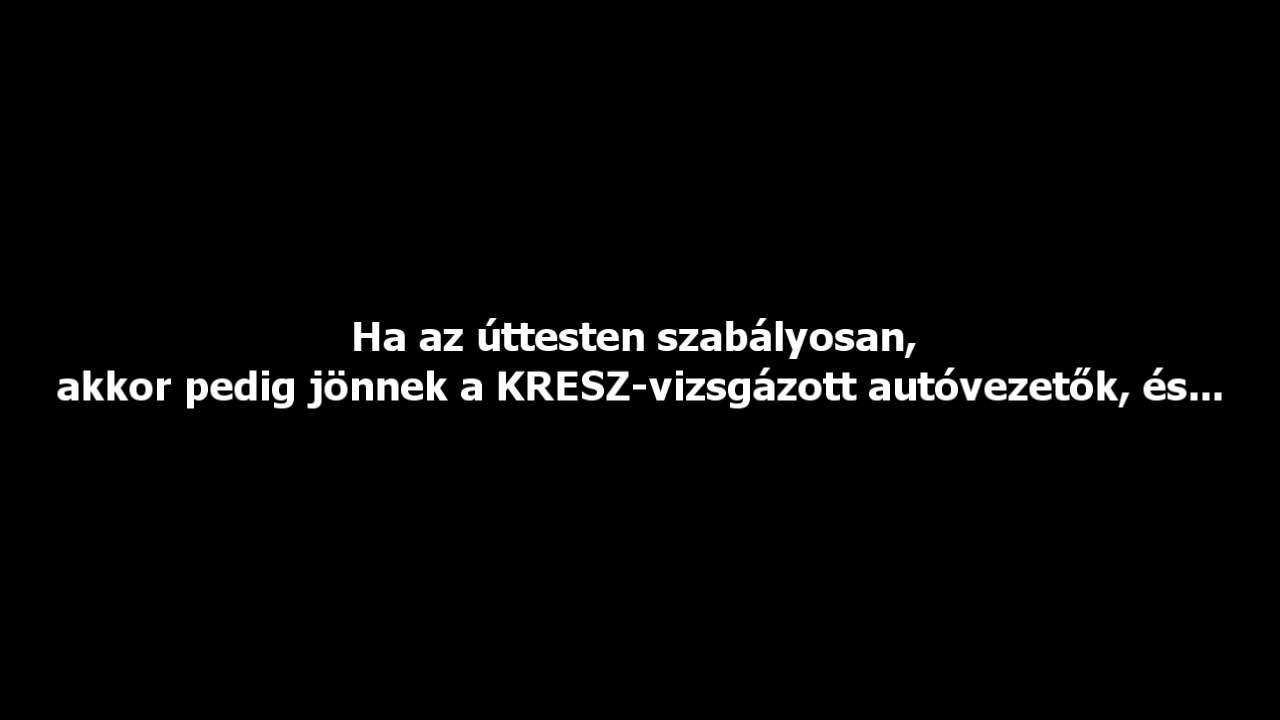 Ha az úttesten szabályosan,
akkor pedig jönnek a KRESZ-vizsgázott autóvezetők, és...